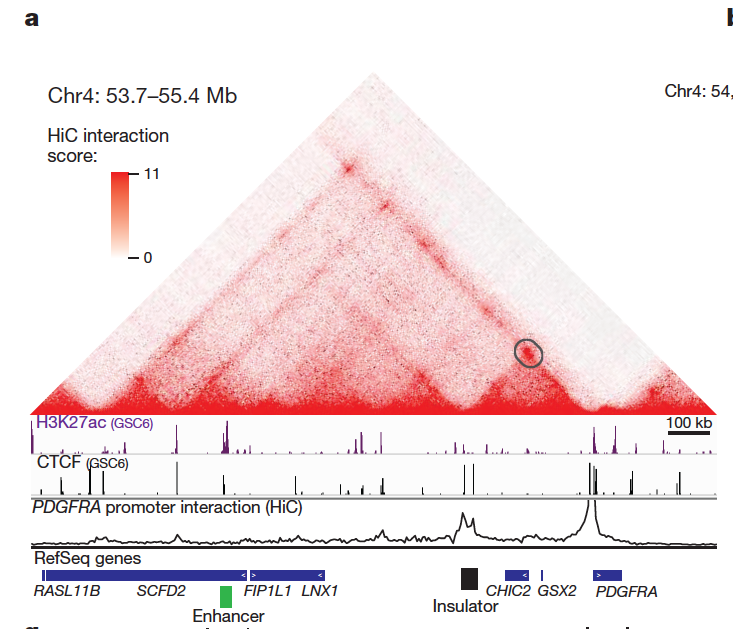 a
b
Chr4: 53.7–55.4 Mb
Chr4: 54,
HiC interaction
score:
11
0
H3K27ac (GSC6)
100 kb
CTCF (GSC6)
PDGFRA promoter interaction (HiC)
RefSeq genes
RASL11B SCFD2 FIP1L1 LNX1 CHIC2 GSX2 PDGFRA
Insulator
Enhancer